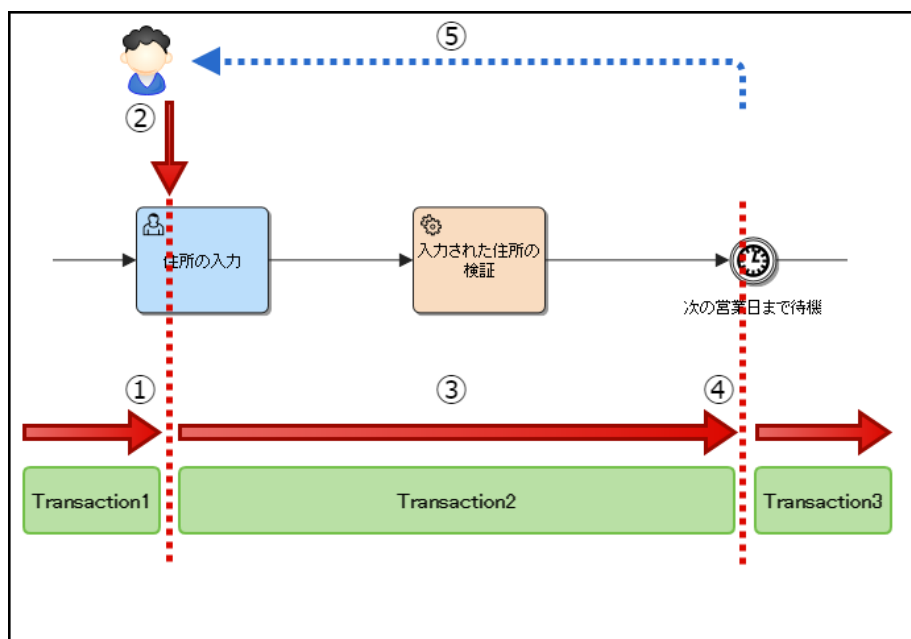 ⑤
②
住所の入力
入力された住所の
検証
次の営業日まで待機
①
③
④
Transaction1
Transaction2
Transaction3